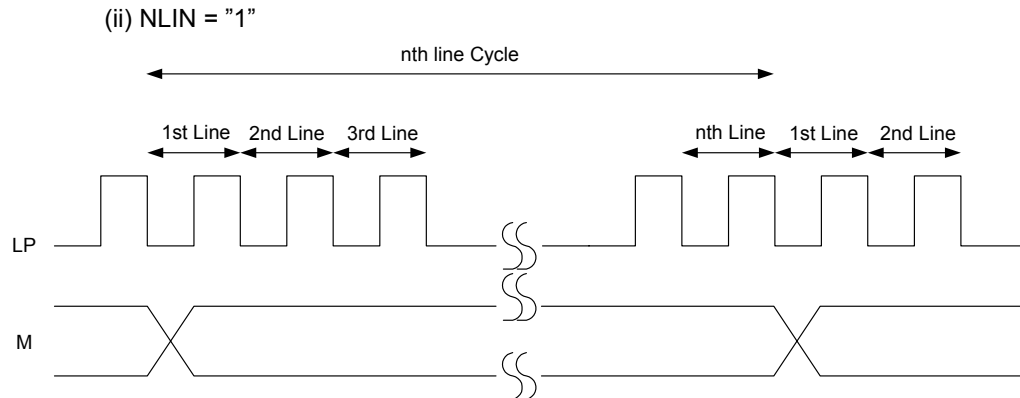 (ii) NLIN = ”1”
nth line Cycle
1st Line 2nd Line 3rd Line nth Line 1st Line 2nd Line
LP
M